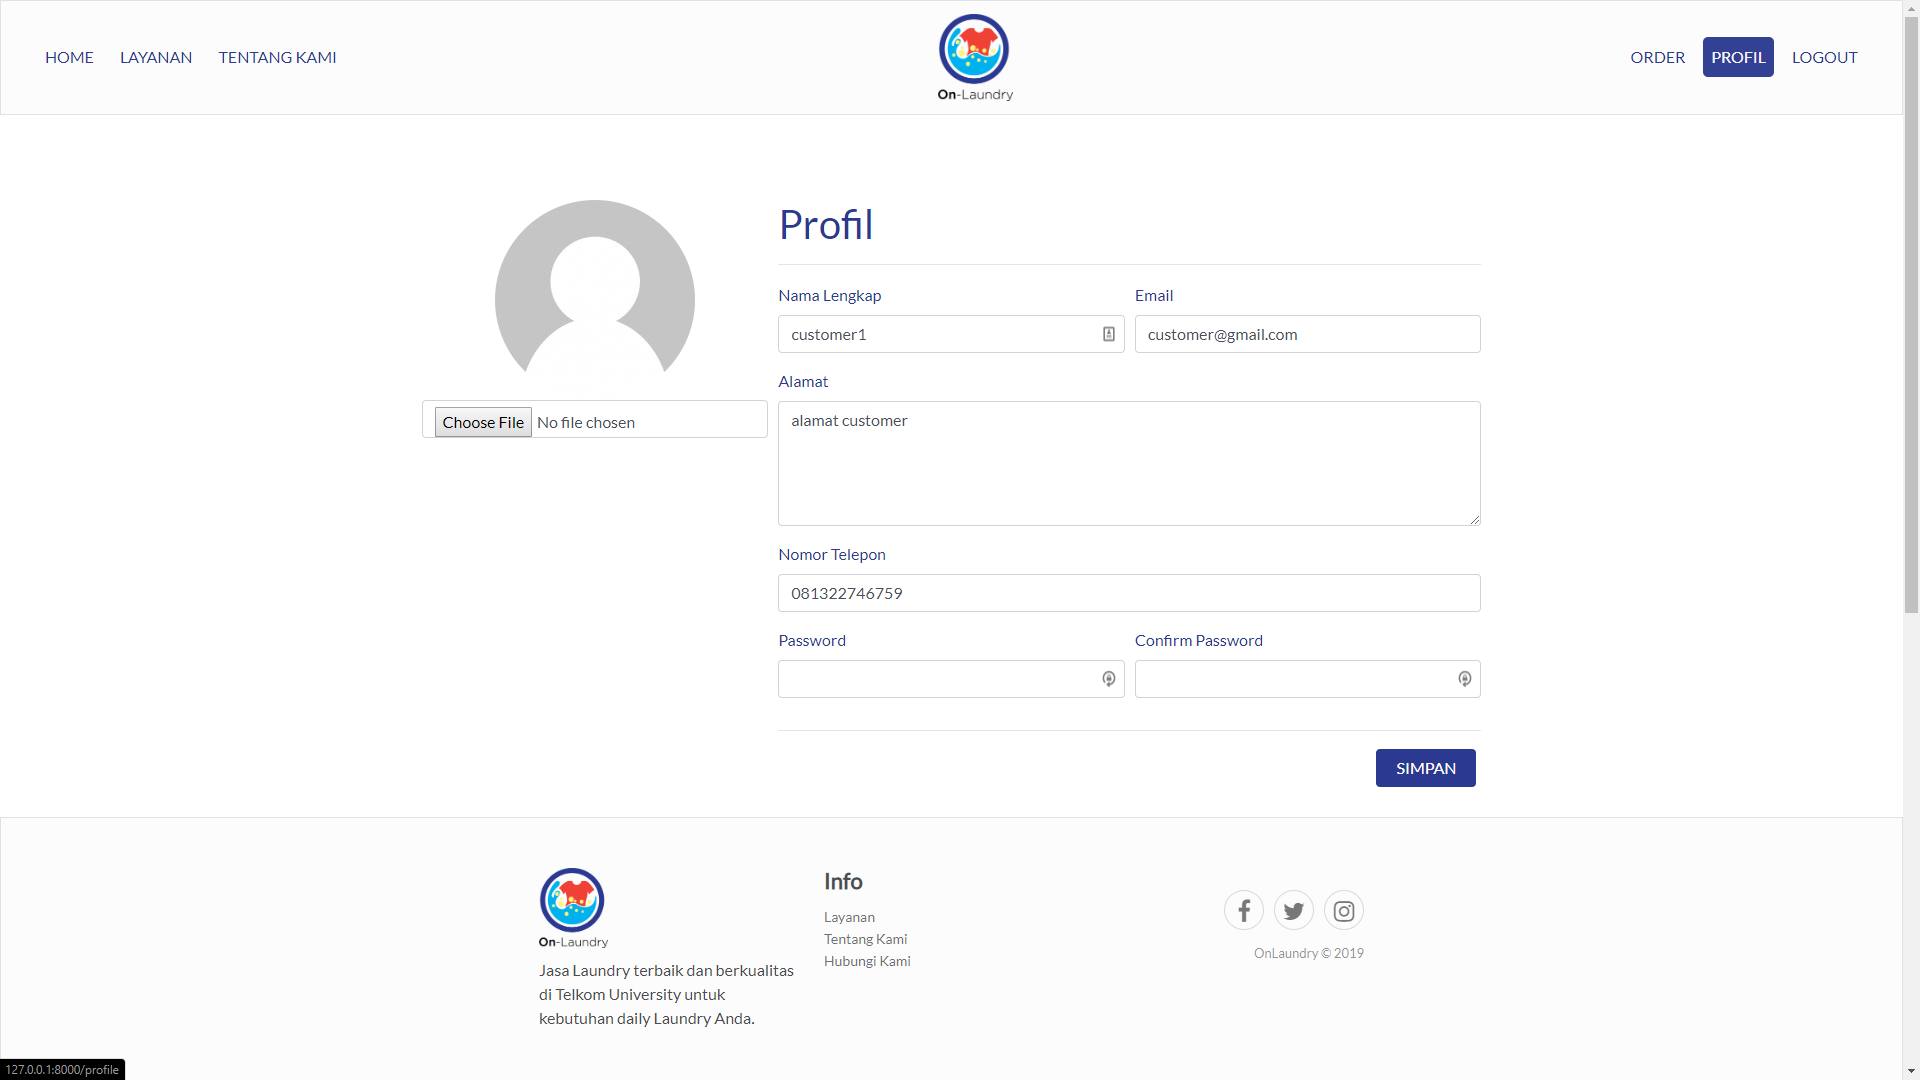 HOME LAYANAN TENTANG KAMI
On-Laundry
ORDER PROFIL LOGOUT
Choose File No file chosen
Profil
Nama Lengkap Email
customer1 customer@gmail.com
Alamat
alamat customer
Nomor Telepon
081322746759
Password Confirm Password
SIMPAN
On-Laundry
Jasa Laundry terbaik dan berkualitas
di Telkom University untuk
kebutuhan daily Laundry Anda.
Info
Layanan
Tentang Kami
Hubungi Kami
OnLaundry © 2019
127.0.0.1:8000/profile